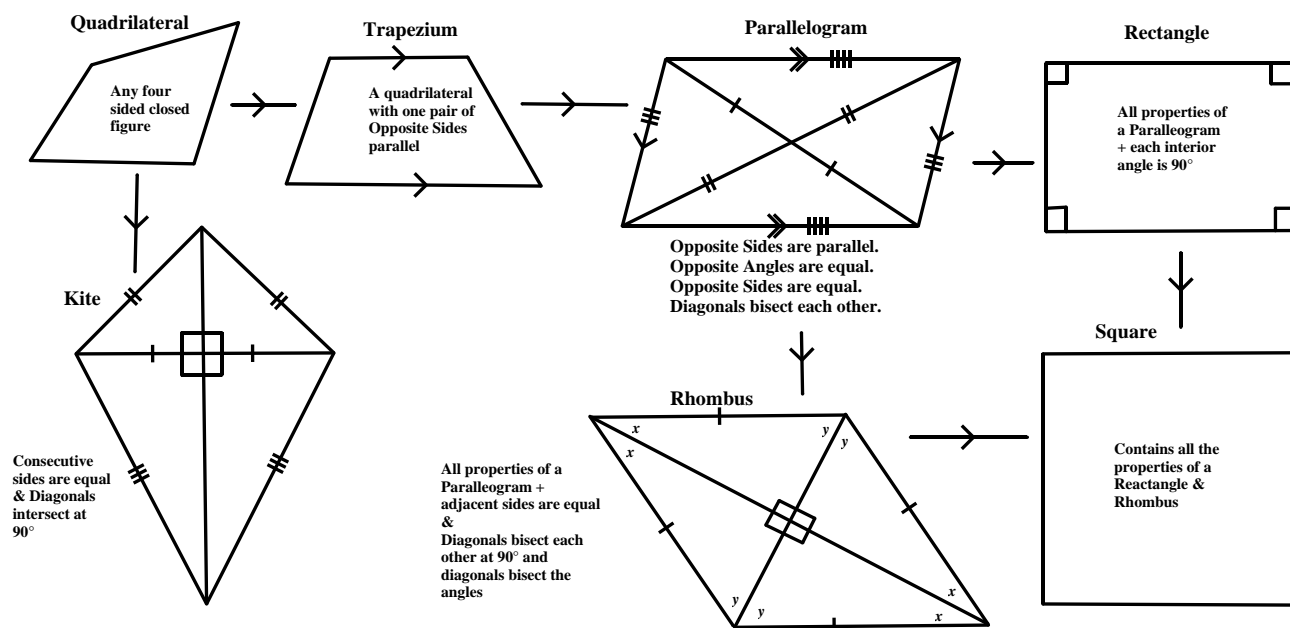 Quadrilateral
Any four
sided closed
figure
Trapezium
A quadrilateral
with one pair of
Opposite Sides
parallel
Parallelogram
Opposite Sides are parallel.
Opposite Angles are equal.
Opposite Sides are equal.
Diagonals bisect each other.
Rectangle
All properties of
a Paralleogram
+ each interior
angle is 90°
Kite
Consecutive
sides are equal
& Diagonals
intersect at
90°
Rhombus
x
x
y
y
y
y
x
x
All properties of a
Paralleogram +
adjacent sides are equal
&
Diagonals bisect each
other at 90° and
diagonals bisect the
angles
Square
Contains all the
properties of a
Reactangle &
Rhombus